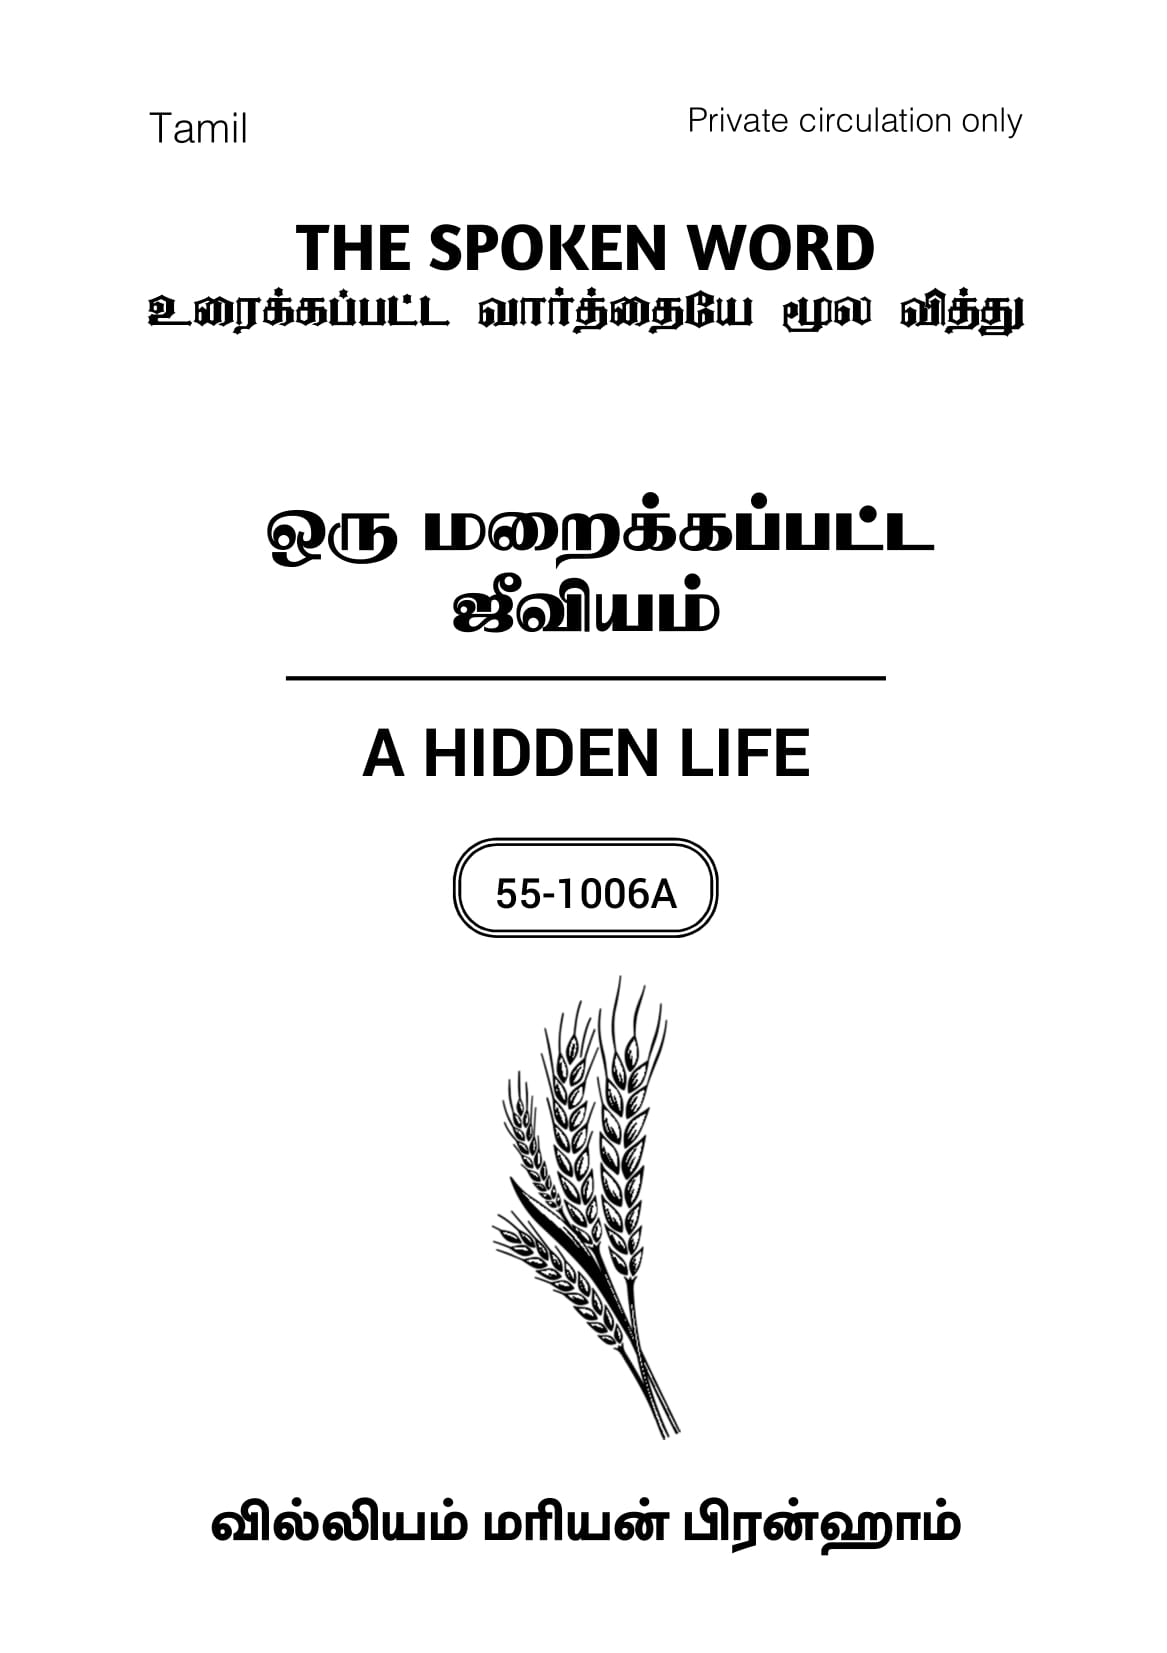 Tamil
Private circulation only
THE SPOKEN WORD
உரைக்கப்பட்ட வார்த்தையே மூல வித்து
ஒரு மறைக்கப்பட்ட
ஜீவியம்
A HIDDEN LIFE
55-1006A
வில்லியம் மரியன் பிரன்ஹாம்